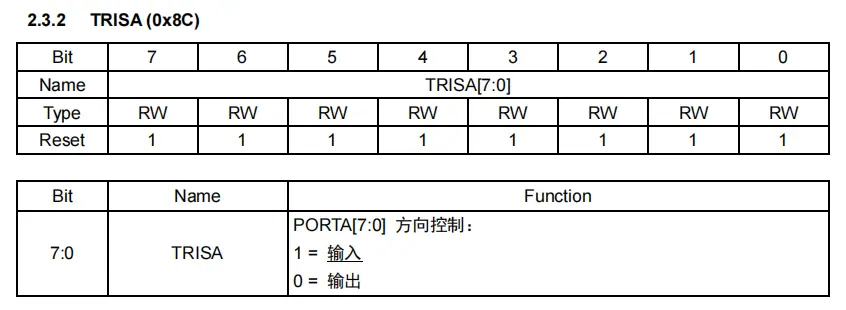 2.3.2 TRISA (0x8C)
Bit 7 6 5 4 3 2 1 0
Name TRISA[7:0]
Type RW RW RW RW RW RW RW RW
Reset 1 1 1 1 1 1 1 1
Bit Name Function
7:0 TRISA PORTA[7:0] 方向控制：
1 = 输入
0 = 输出